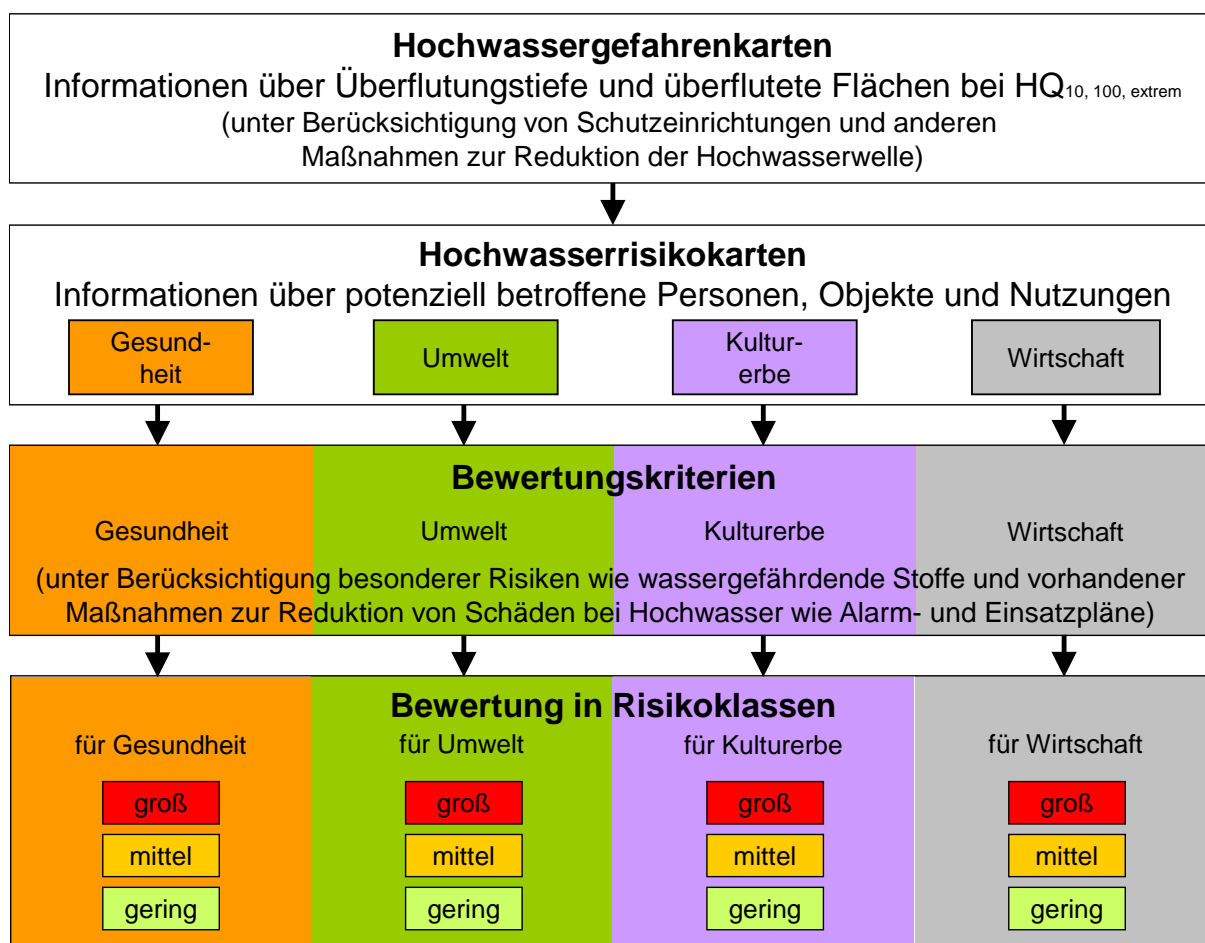 Hochwassergefahrenkarten
Informationen über Überflutungstiefe und überflutete Flächen bei HQ10, 100, extrem
(unter Berücksichtigung von Schutzeinrichtungen und anderen
Maßnahmen zur Reduktion der Hochwasserwelle)
Hochwasserrisikokarten
Informationen über potenziell betroffene Personen, Objekte und Nutzungen
Gesund-
heit
Umwelt
Kultur-
erbe
Wirtschaft
Bewertungskriterien
Gesundheit
Umwelt
Kulturerbe
Wirtschaft
(unter Berücksichtigung besonderer Risiken wie wassergefährdende Stoffe und vorhandener
Maßnahmen zur Reduktion von Schäden bei Hochwasser wie Alarm- und Einsatzpläne)
Bewertung in Risikoklassen
für Gesundheit
für Umwelt
für Kulturerbe
für Wirtschaft
groß
groß
groß
groß
mittel
mittel
mittel
mittel
gering
gering
gering
gering